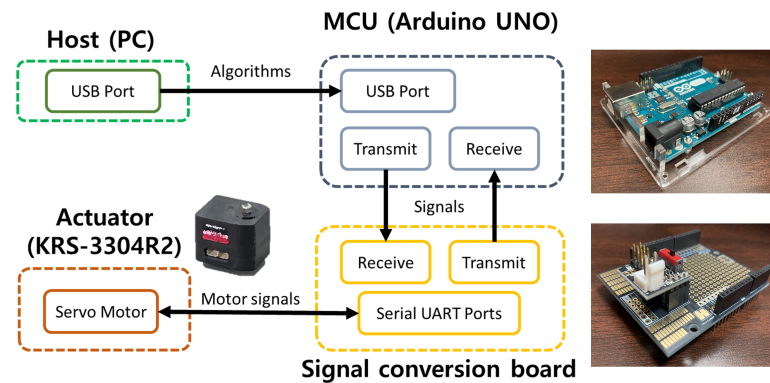 MCU (Arduino UNO)
Host (PC)
Algorithms
USB Port
USB Port
Transmit
Receive
Signals
Actuator
(KRS-3304R2)
Receive
Transmit
Motor signals
Servo Motor
Serial UART Ports
Signal conversion board